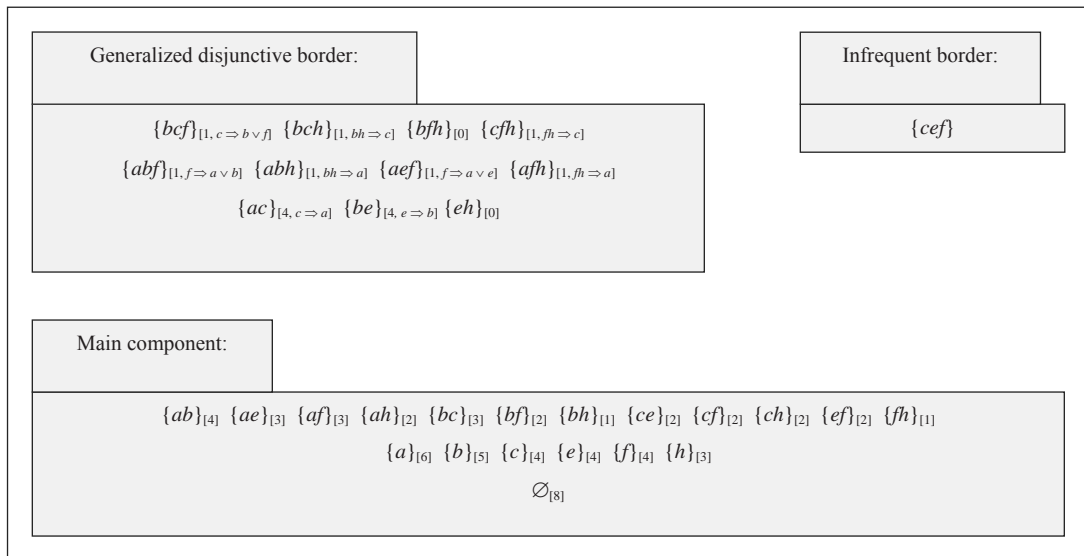 Generalized disjunctive border:
Infrequent border:
{bcf}[1, c ⇒ b ∨ f] {bch}[1, bh ⇒ c] {bfh}[0] {cfh}[1, fh ⇒ c]
{cef}
{abf}[1, f ⇒ a ∨ b] {abh}[1, bh ⇒ a] {aef}[1, f ⇒ a ∨ e] {afh}[1, fh ⇒ a]
{ac}[4, c ⇒ a] {be}[4, e ⇒ b] {eh}[0]
Main component:
{ab}[4] {ae}[3] {af}[3] {ah}[2] {bc}[3] {bf}[2] {bh}[1] {ce}[2] {cf}[2] {ch}[2] {ef}[2] {fh}[1]
{a}[6] {b}[5] {c}[4] {e}[4] {f}[4] {h}[3]
∅[8]